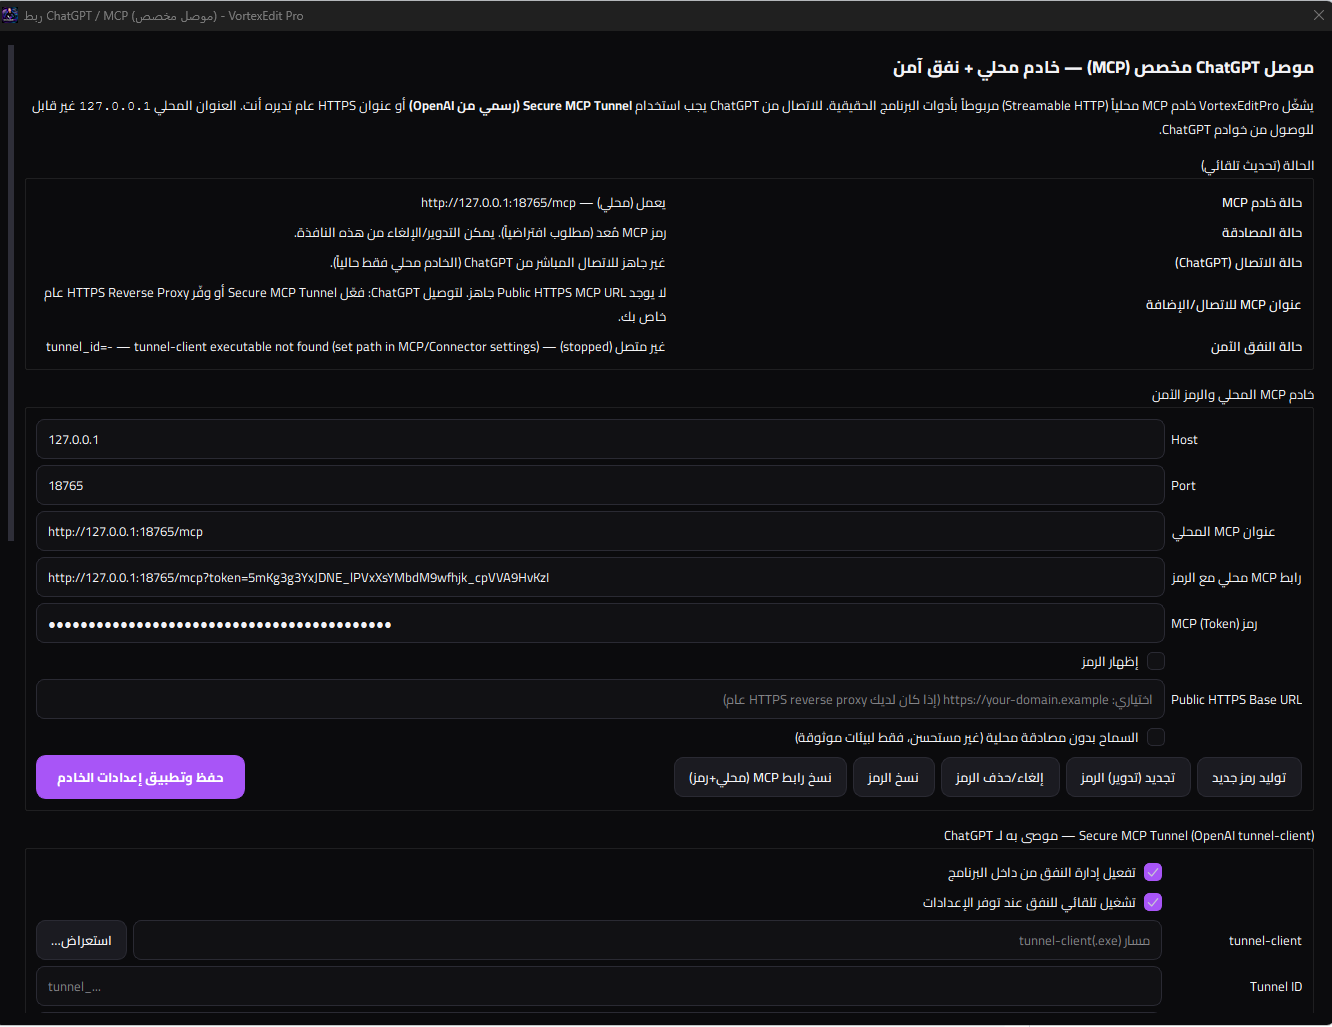 ربط ChatGPT / MCP (موصل مخصص) - VortexEdit Pro
موصل ChatGPT مخصص (MCP) — خادم محلي + نفق آمن
يشغّل VortexEditPro خادم MCP محلياً (Streamable HTTP) مربوطاً بأدوات البرنامج الحقيقية. للاتصال من ChatGPT يجب استخدام Secure MCP Tunnel (رسمي من OpenAI) أو عنوان HTTPS عام تديره أنت. العنوان المحلي 127.0.0.1 غير قابل
للوصول من خوادم ChatGPT.
الحالة (تحديث تلقائي)
حالة خادم MCP
يعمل (محلي) — http://127.0.0.1:18765/mcp
حالة المصادقة
رمز MCP مُعد (مطلوب افتراضياً). يمكن التدوير/الإلغاء من هذه النافذة.
حالة الاتصال (ChatGPT)
غير جاهز للاتصال المباشر من ChatGPT (الخادم محلي فقط حالياً).
عنوان MCP للاتصال/الإضافة
لا يوجد Public HTTPS MCP URL جاهز. لتوصيل ChatGPT: فعّل Secure MCP Tunnel أو وفّر HTTPS Reverse Proxy عام
خاص بك.
حالة النفق الآمن
غير متصل (stopped) — tunnel_id=- — tunnel-client executable not found (set path in MCP/Connector settings)
خادم MCP المحلي والرمز الآمن
Host
127.0.0.1
Port
18765
عنوان MCP المحلي
http://127.0.0.1:18765/mcp
رابط MCP محلي مع الرمز
http://127.0.0.1:18765/mcp?token=5mKg3g3YxJDNE_lPVxXsYMbdM9wfhjk_cpVVA9HvKzI
رمز MCP (Token)
●●●●●●●●●●●●●●●●●●●●●●●●●●●●●●●●●●●●●●●●●●●
إظهار الرمز
Public HTTPS Base URL
اختياري: https://your-domain.example (إذا كان لديك HTTPS reverse proxy عام)
السماح بدون مصادقة محلية (غير مستحسن، فقط لبيئات موثوقة)
توليد رمز جديد
تجديد (تدوير) الرمز
إلغاء/حذف الرمز
نسخ الرمز
نسخ رابط MCP (محلي+رمز)
حفظ وتطبيق إعدادات الخادم
Secure MCP Tunnel (OpenAI tunnel-client) — موصى به لـ ChatGPT
تفعيل إدارة النفق من داخل البرنامج
تشغيل تلقائي للنفق عند توفر الإعدادات
tunnel-client
مسار tunnel-client(.exe)
استعراض...
Tunnel ID
tunnel_...